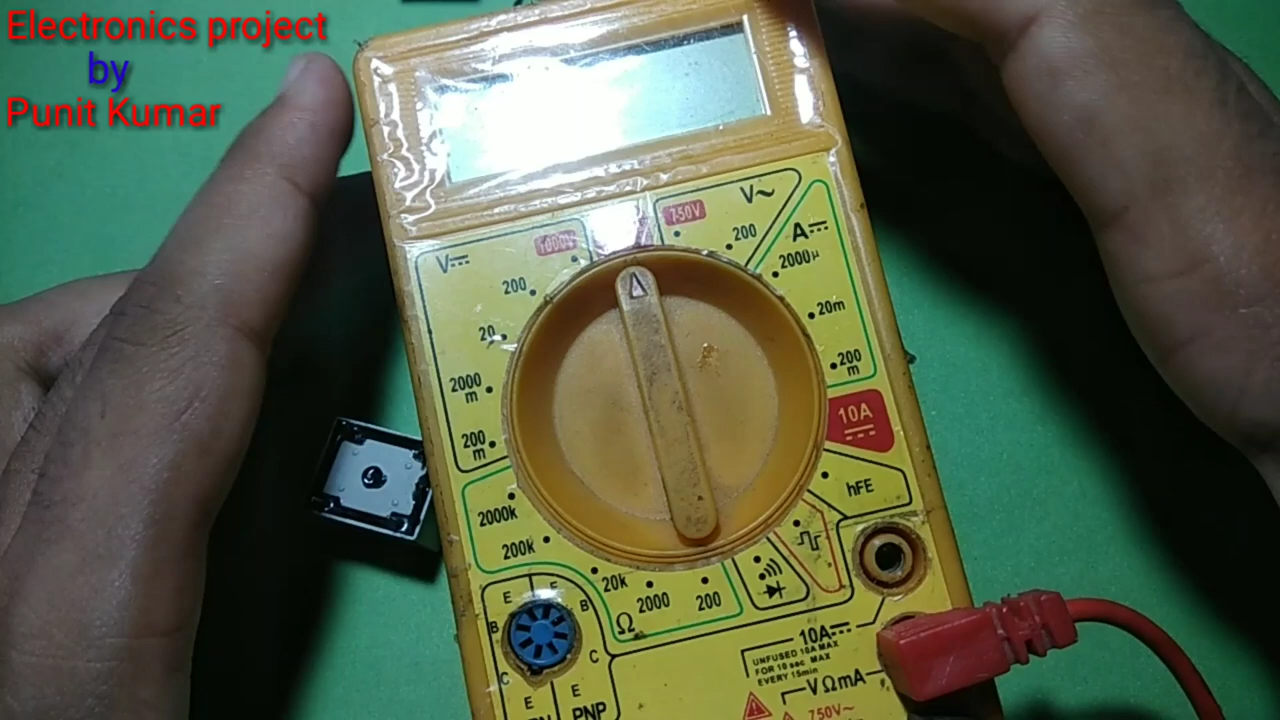 Electronics project
by
Punit Kumar
V⎓
1000V
750V
V~
200
20
2000
m
200
m
200
A⎓
2000µ
20m
200
m
10A
⎓
hFE
2000k
200k
20k
2000
200
Ω
E
E
B
B
C
C
E
E
PNP
10A⎓
UNFUSED 10A MAX
FOR 10 sec MAX
EVERY 15min
VΩmA
750V~